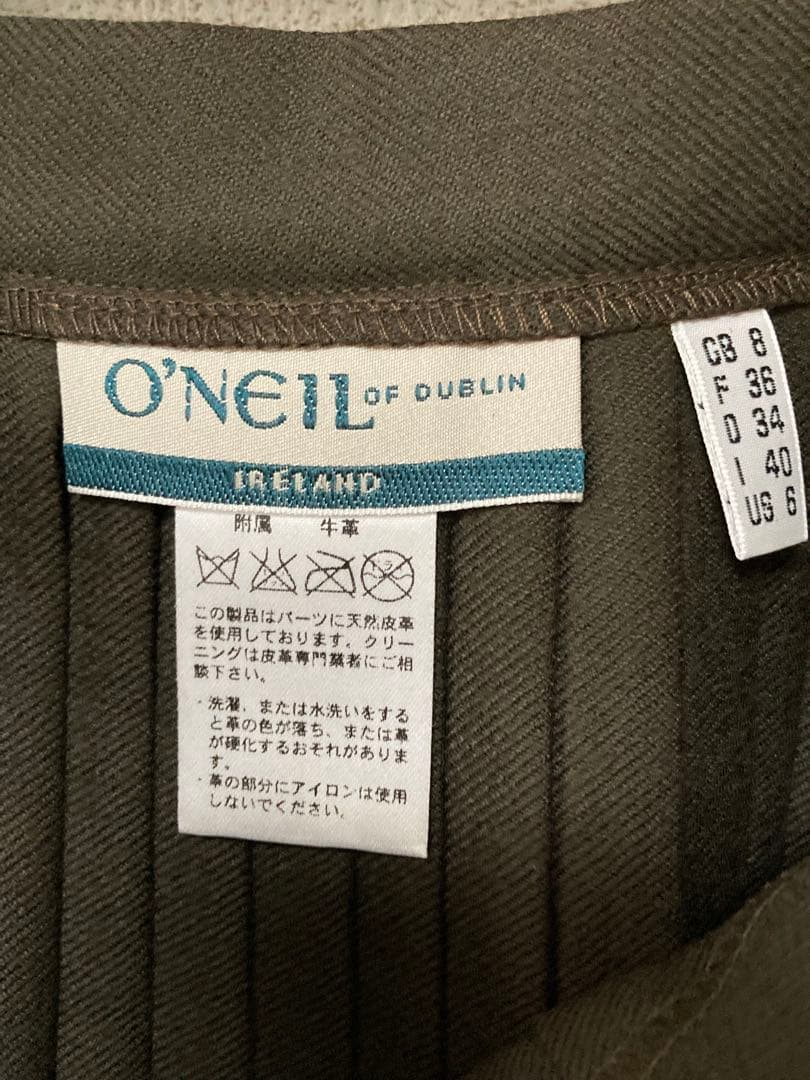 O'NEIL OF DUBLIN
IRELAND
GB 8
F 36
D 34
I 40
US 6
附属 牛革
この製品はパーツに天然皮革
を使用しております。クリー
ニングは皮革専門業者にご相
談下さい。
・洗濯、または水洗いをする
と革の色が落ち、または革
が硬化するおそれがありま
す。
・革の部分にアイロンは使用
しないでください。